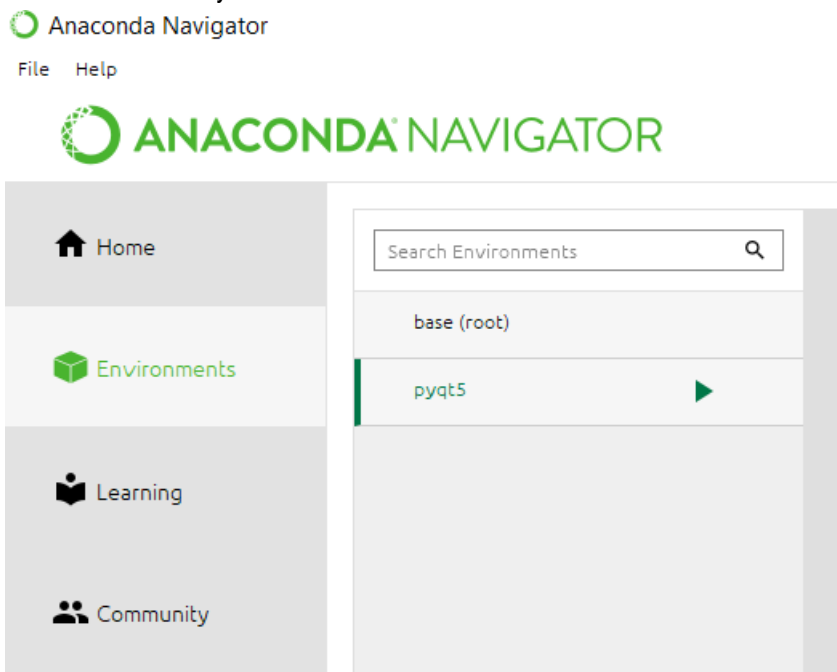 Anaconda Navigator
File Help
ANACONDA NAVIGATOR
Home
Search Environments
base (root)
Environments
pyqt5
Learning
Community